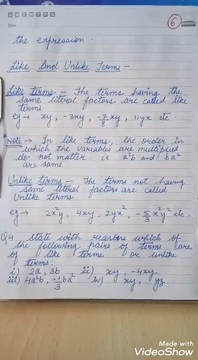 6
the expression.
Like And Unlike Terms -
Like terms - The terms having the
same litral factors are called like
terms
eg → xy, -3xy, -7/3 xy, 11yx etc
Note → In like terms, the order in
which the variables are multiplied
do not matter ie a²b and ba²
are same
Unlike terms - The terms not having
same litral factors are called
Unlike terms
eg → 2x²y, 4xy, 2yx², -5/2 x²y² etc.
Q4 State with reasons which of
the following pairs of terms are
of like terms or unlike
terms:
i) 2a, 3b ii) xy, -4xy.
iii) 4a²b, -1/3 ba² iv) xy, yz
Made with
VideoShow